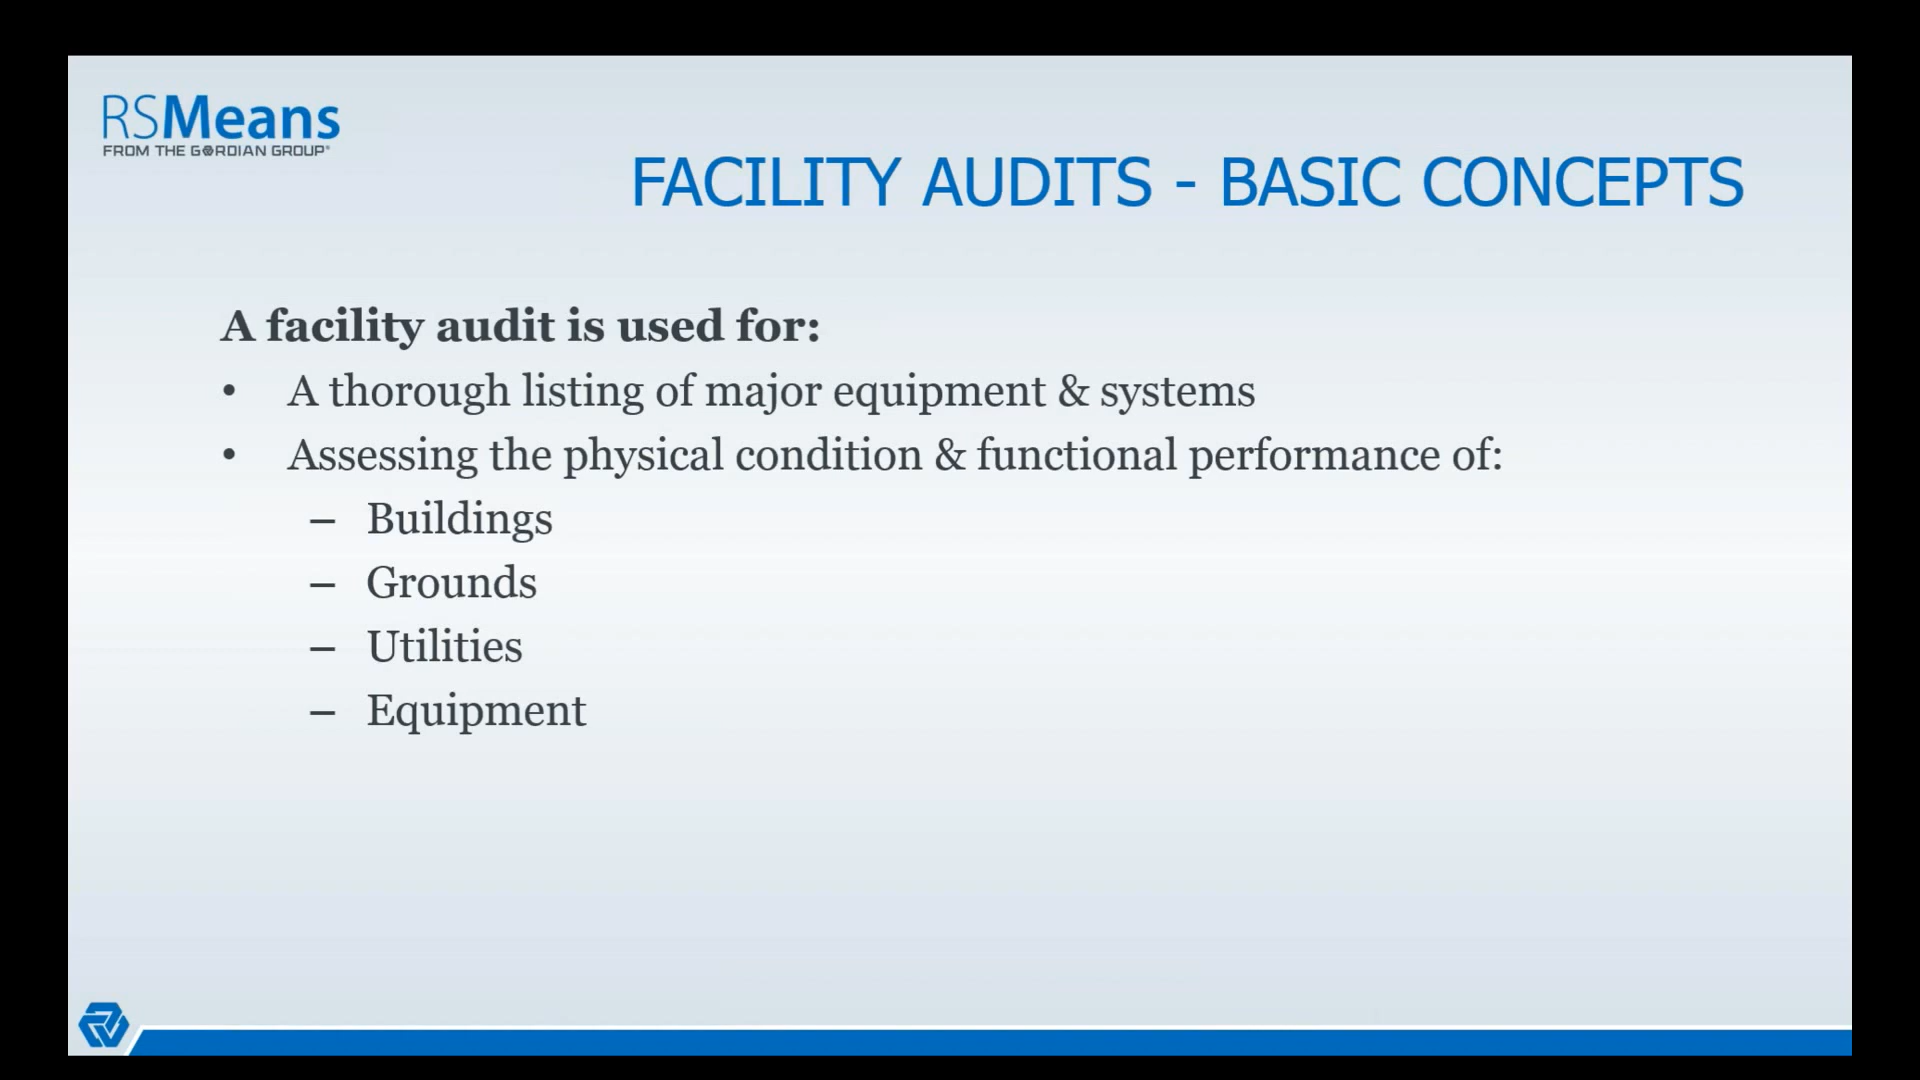 RSMeans
FROM THE GORDIAN GROUP®
FACILITY AUDITS - BASIC CONCEPTS
A facility audit is used for:
• A thorough listing of major equipment & systems
• Assessing the physical condition & functional performance of:
– Buildings
– Grounds
– Utilities
– Equipment